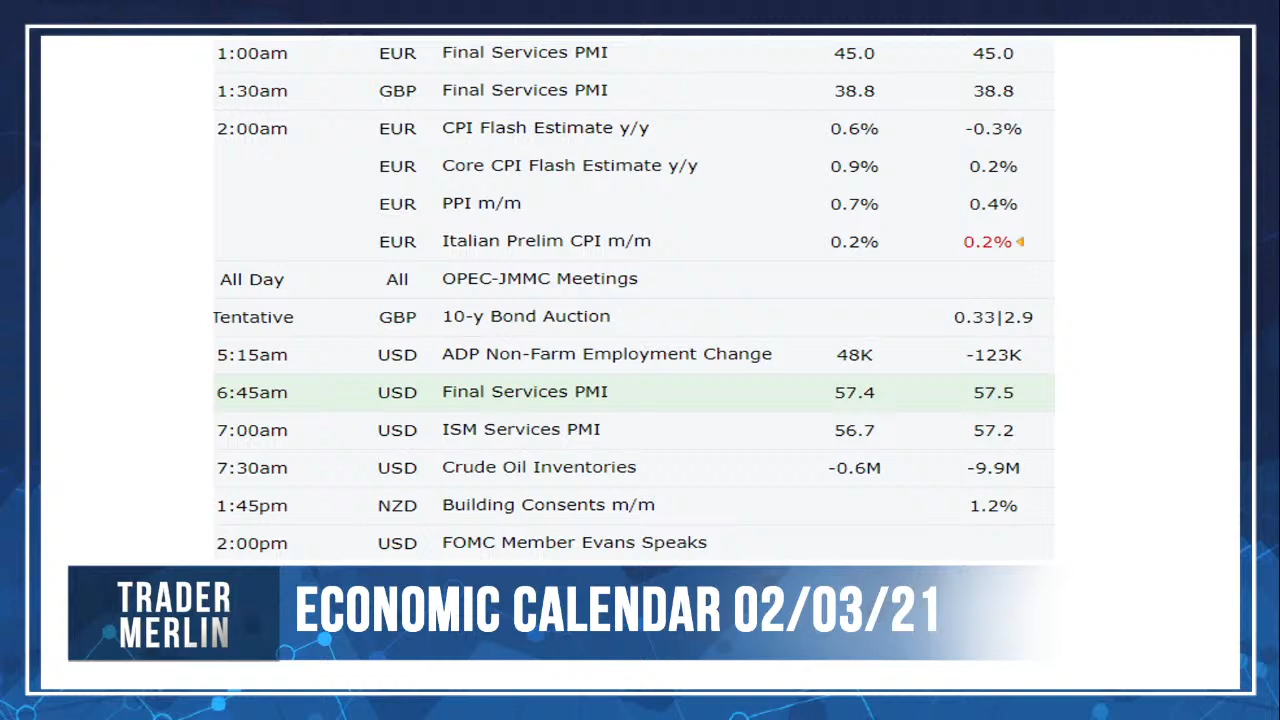 1:00am EUR Final Services PMI 45.0 45.0
1:30am GBP Final Services PMI 38.8 38.8
2:00am EUR CPI Flash Estimate y/y 0.6% -0.3%
EUR Core CPI Flash Estimate y/y 0.9% 0.2%
EUR PPI m/m 0.7% 0.4%
EUR Italian Prelim CPI m/m 0.2% 0.2%
All Day All OPEC-JMMC Meetings
Tentative GBP 10-y Bond Auction 0.33|2.9
5:15am USD ADP Non-Farm Employment Change 48K -123K
6:45am USD Final Services PMI 57.4 57.5
7:00am USD ISM Services PMI 56.7 57.2
7:30am USD Crude Oil Inventories -0.6M -9.9M
1:45pm NZD Building Consents m/m 1.2%
2:00pm USD FOMC Member Evans Speaks
TRADER
MERLIN
ECONOMIC CALENDAR 02/03/21